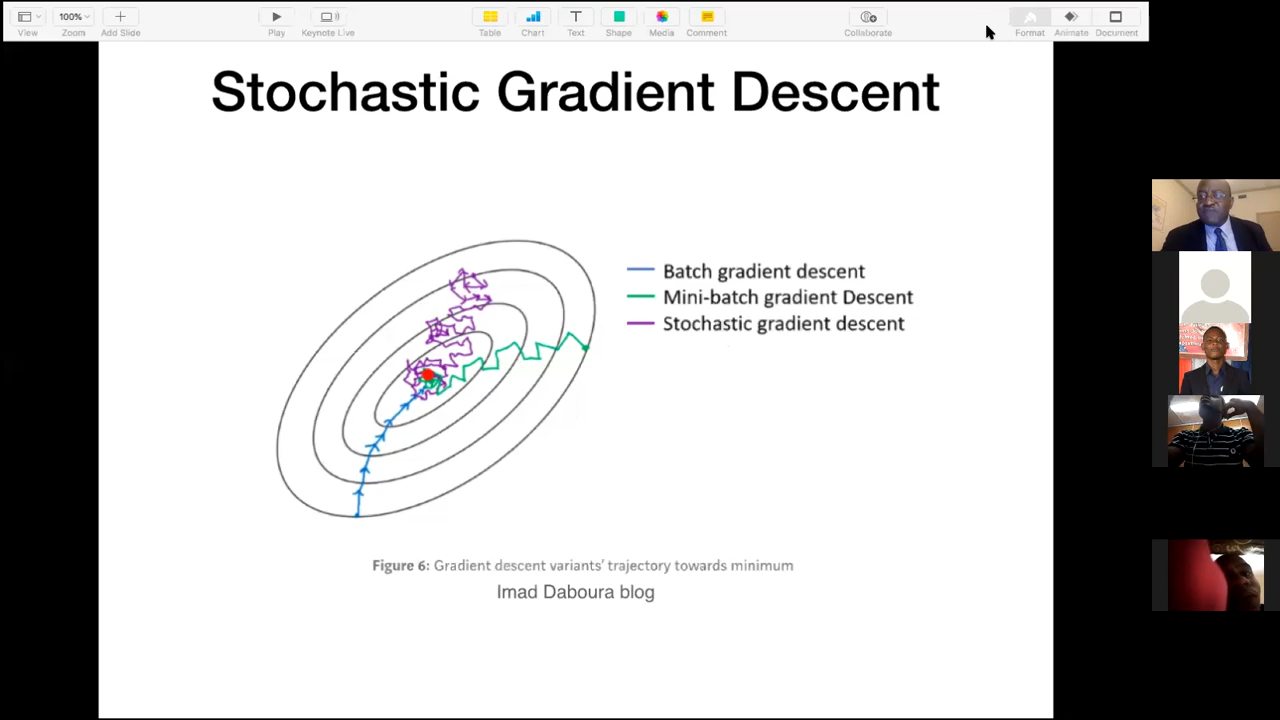 View
100%
Zoom
Add Slide
Play
Keynote Live
Table
Chart
Text
Shape
Media
Comment
Collaborate
Format
Animate
Document
Stochastic Gradient Descent
Batch gradient descent
Mini-batch gradient Descent
Stochastic gradient descent
Figure 6: Gradient descent variants' trajectory towards minimum
Imad Daboura blog